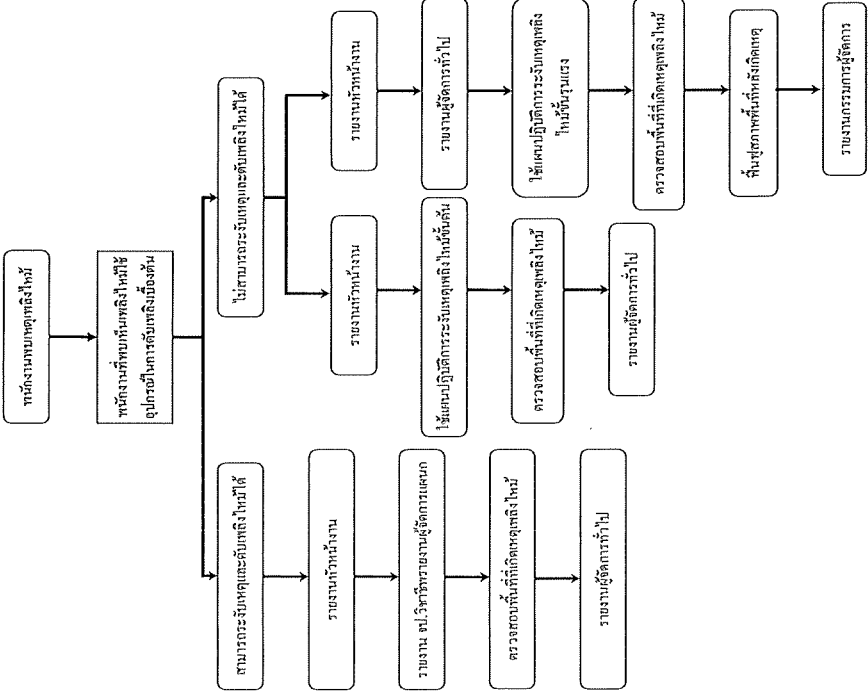 พนักงานพบเหตุเพลิงไหม้
พนักงานที่พบเห็นเพลิงไหม้ใช้
อุปกรณ์ในการดับเพลิงเบื้องต้น
สามารถระงับเหตุและดับเพลิงไหม้ได้
รายงานหัวหน้างาน
รายงาน จป.วิชาชีพรายงานผู้จัดการแผนก
ตรวจสอบพื้นที่ที่เกิดเหตุเพลิงไหม้
รายงานผู้จัดการทั่วไป
ไม่สามารถระงับเหตุและดับเพลิงไหม้ได้
รายงานหัวหน้างาน
ใช้แผนปฏิบัติการระงับเหตุเพลิงไหม้ขั้นต้น
ตรวจสอบพื้นที่ที่เกิดเหตุเพลิงไหม้
รายงานผู้จัดการทั่วไป
รายงานหัวหน้างาน
รายงานผู้จัดการทั่วไป
ใช้แผนปฏิบัติการระงับเหตุเพลิง
ไหม้ขั้นรุนแรง
ตรวจสอบพื้นที่ที่เกิดเหตุเพลิงไหม้
ฟื้นฟูสภาพพื้นที่หลังเกิดเหตุ
รายงานกรรมการผู้จัดการ